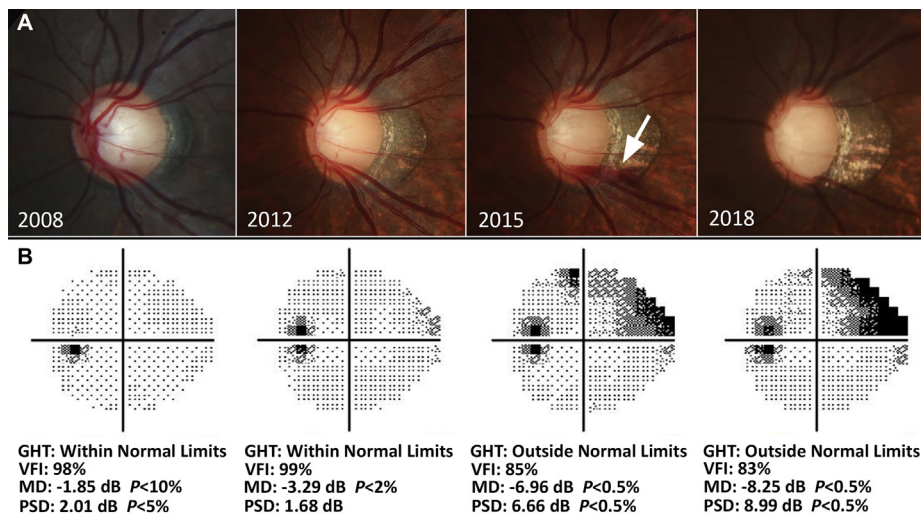 A
2008
2012
2015
2018
B
GHT: Within Normal Limits
VFI: 98%
MD: -1.85 dB P<10%
PSD: 2.01 dB P<5%
GHT: Within Normal Limits
VFI: 99%
MD: -3.29 dB P<2%
PSD: 1.68 dB
GHT: Outside Normal Limits
VFI: 85%
MD: -6.96 dB P<0.5%
PSD: 6.66 dB P<0.5%
GHT: Outside Normal Limits
VFI: 83%
MD: -8.25 dB P<0.5%
PSD: 8.99 dB P<0.5%